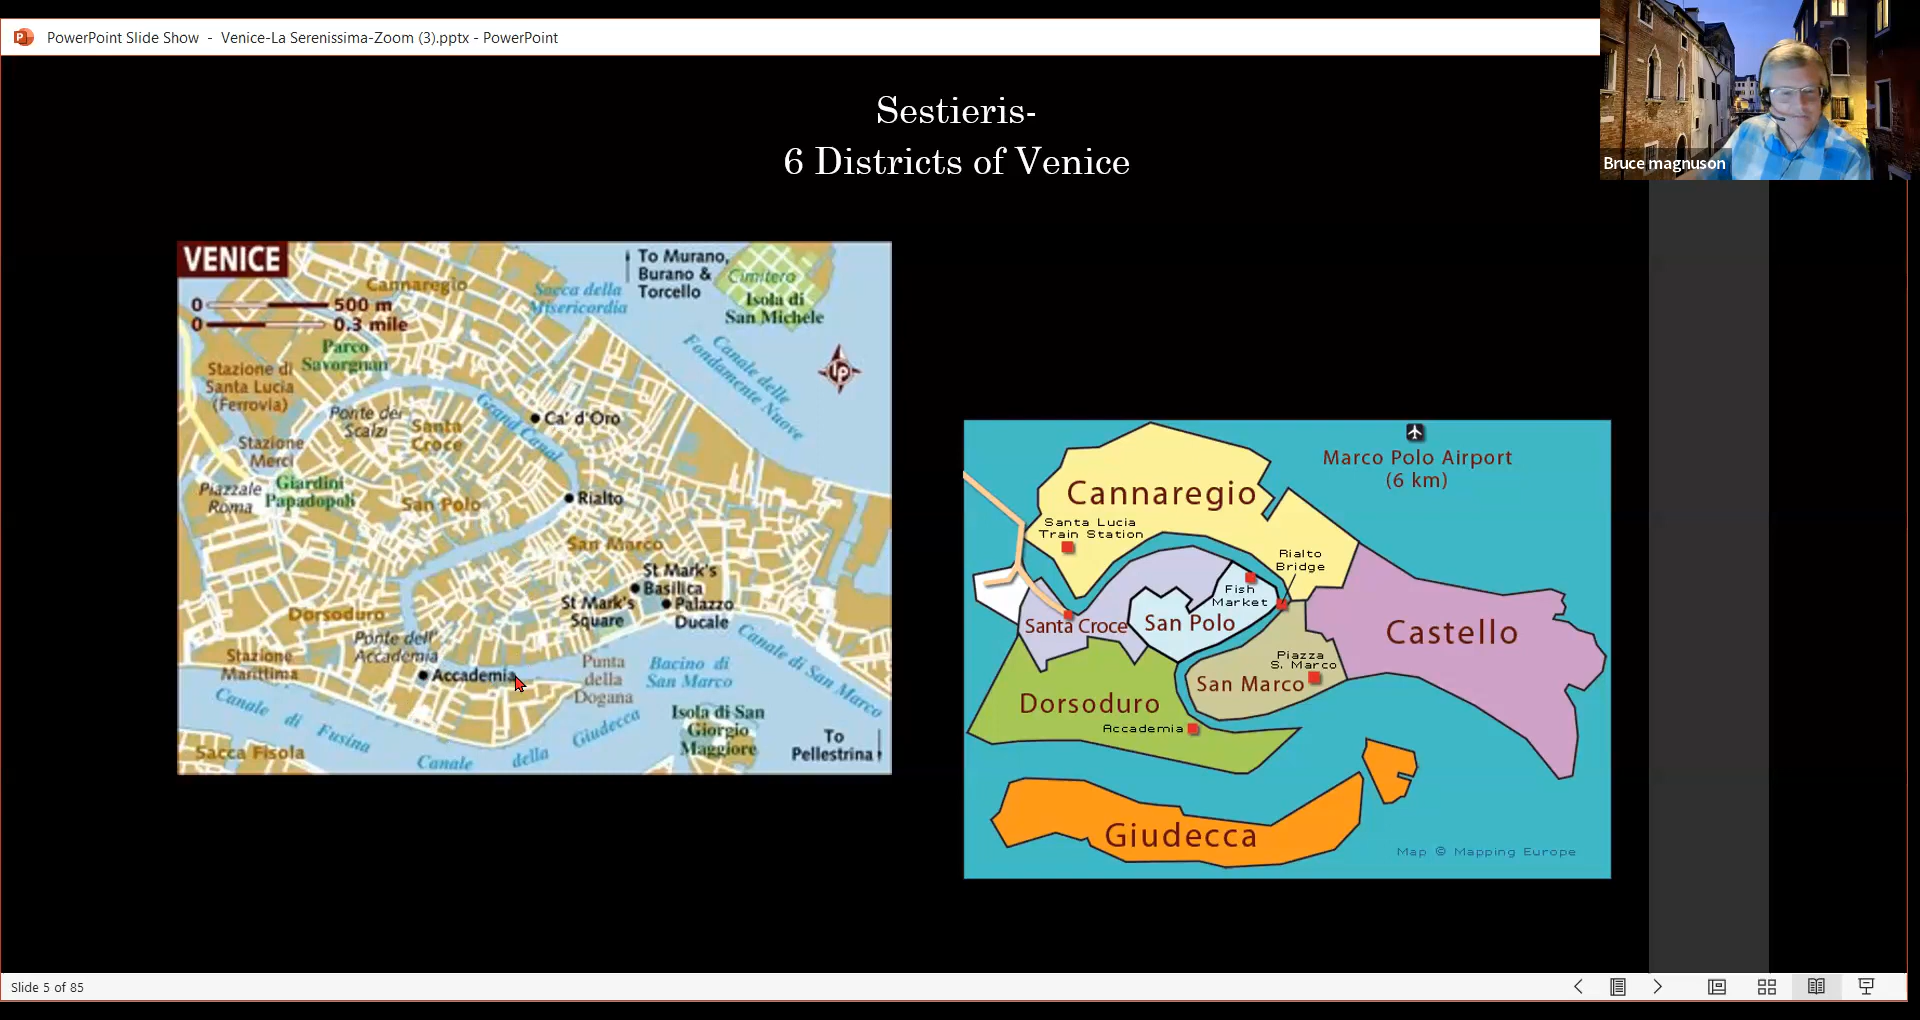 PowerPoint Slide Show - Venice-La Serenissima-Zoom (3).pptx - PowerPoint
Bruce magnuson
Sestieris-
6 Districts of Venice
VENICE
0 500 m
0 0.3 mile
Cannaregio
Sacca della
Misericordia
To Murano,
Burano &
Torcello
Cimitero
Isola di
San Michele
Canale delle
Fondamente Nuove
lp
Parco
Savorgnan
Stazione di
Santa Lucia
(Ferrovia)
Ponte dei
Scalzi
Santa
Croce
Grand Canal
Ca' d'Oro
Stazione
Merci
Piazzale
Roma
Giardini
Papadopoli
San Polo
Rialto
San Marco
St Mark's
Basilica
St Mark's
Square
Palazzo
Ducale
Dorsoduro
Ponte dell'
Accademia
Stazione
Marittima
Accademia
Punta
della
Dogana
Bacino di
San Marco
Canale di San Marco
Canale di Fusina
Sacca Fisola
Canale della Giudecca
Isola di San
Giorgio
Maggiore
To
Pellestrina
Marco Polo Airport
(6 km)
Cannaregio
Santa Lucia
Train Station
Rialto
Bridge
Fish
Market
Santa Croce
San Polo
Castello
Piazza
S. Marco
San Marco
Dorsoduro
Accademia
Giudecca
Map © Mapping Europe
Slide 5 of 85